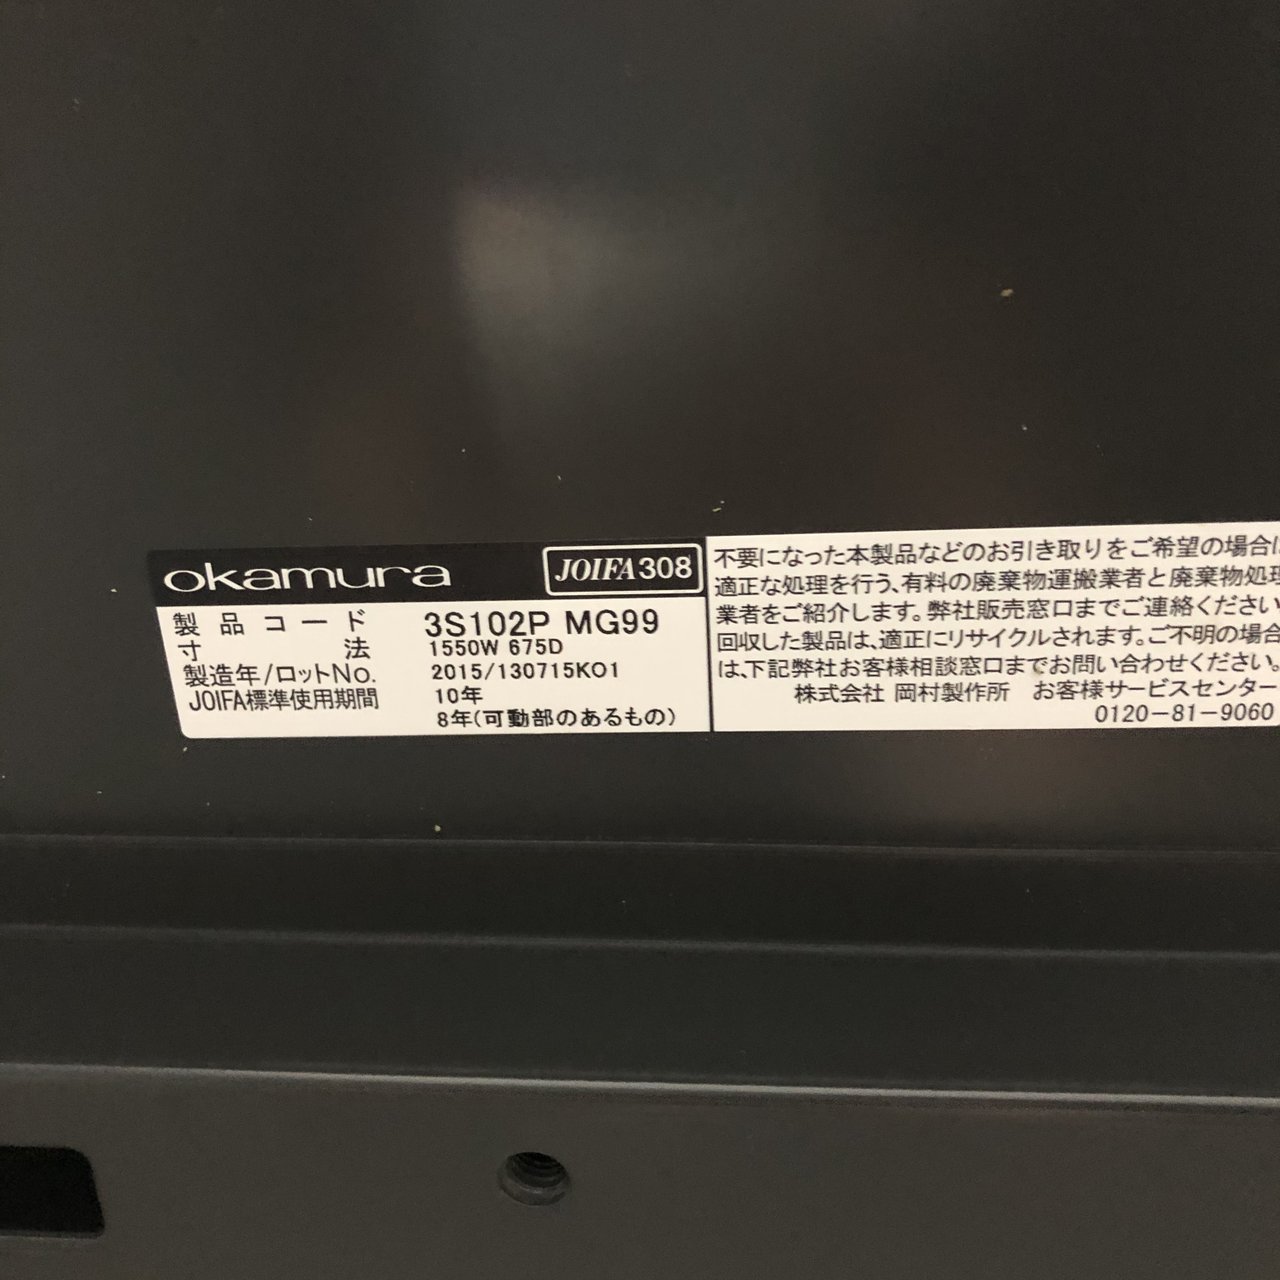 okamura JOIFA308
製品コード 3S102P MG99
寸法 1550W 675D
製造年/ロットNo. 2015/130715K01
JOIFA標準使用期間 10年
8年(可動部のあるもの)
不要になった本製品などのお引き取りをご希望の場合
適正な処理を行う、有料の廃棄物運搬業者と廃棄物処理
業者をご紹介します。弊社販売窓口までご連絡ください
回収した製品は、適正にリサイクルされます。ご不明の場合
は、下記弊社お客様相談窓口までお問い合わせください。
株式会社 岡村製作所 お客様サービスセンター
0120-81-9060